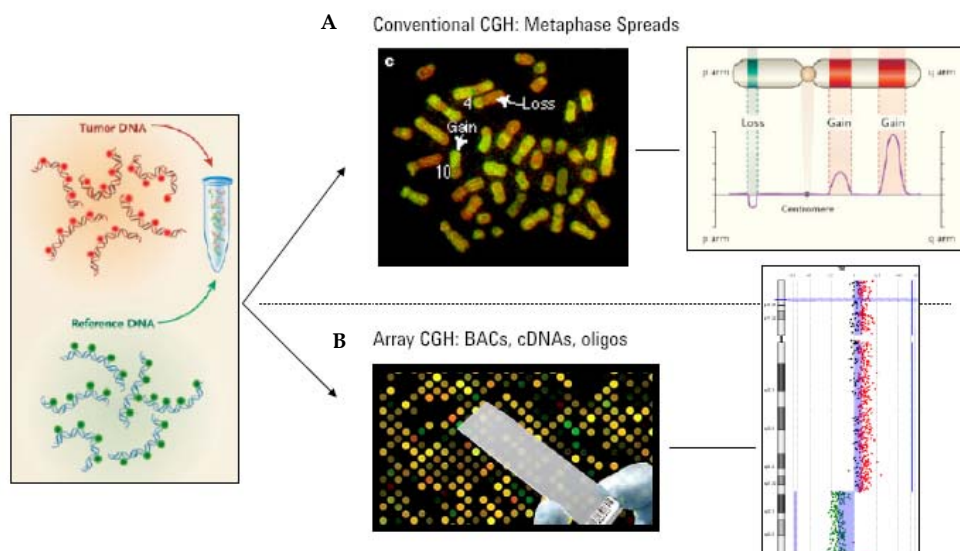 A
Conventional CGH: Metaphase Spreads
c
4
Loss
Gain
10
p arm
q arm
Loss
Gain
Gain
Centromere
p arm
q arm
Tumor DNA
Reference DNA
B
Array CGH: BACs, cDNAs, oligos